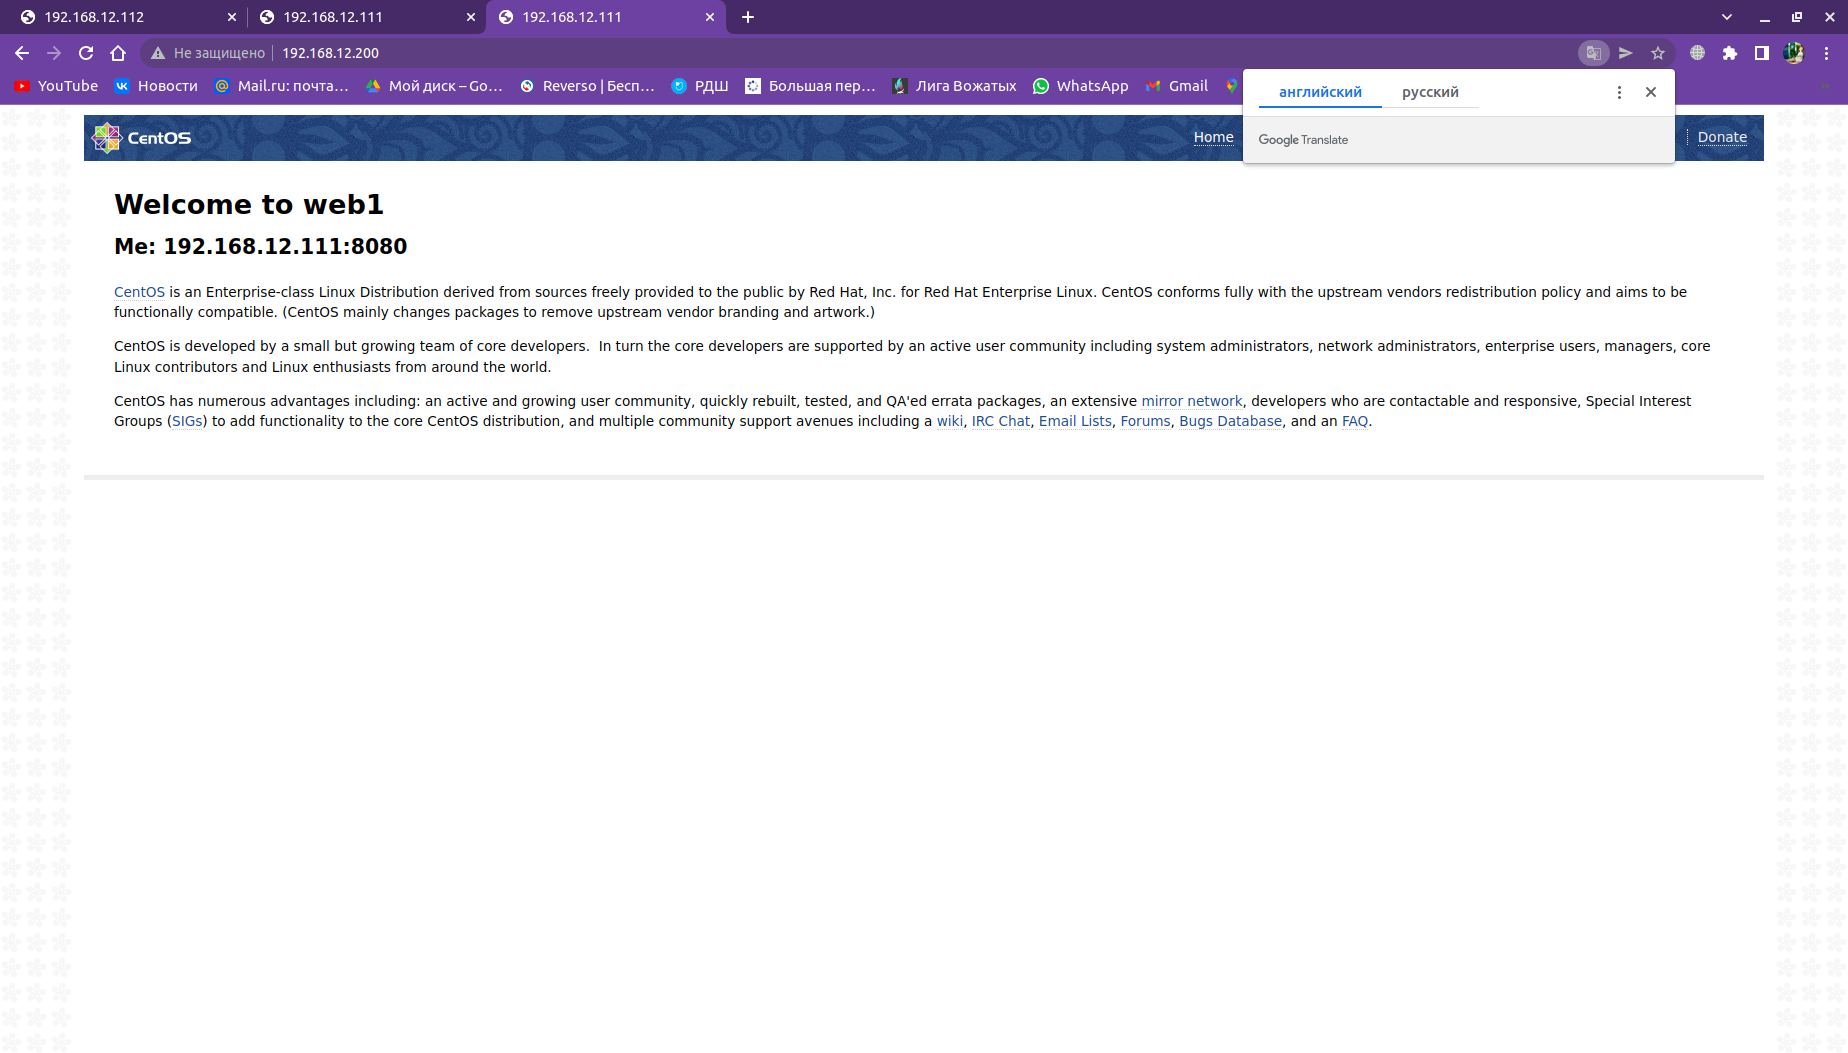 192.168.12.112
192.168.12.111
192.168.12.111
Не защищено
192.168.12.200
YouTube
Новости
Mail.ru: почта…
Мой диск – Go…
Reverso | Бесп…
РДШ
Большая пер…
Лига Вожатых
WhatsApp
Gmail
английский
русский
Google Translate
CentOS
Home
Donate
Welcome to web1
Me: 192.168.12.111:8080
CentOS is an Enterprise-class Linux Distribution derived from sources freely provided to the public by Red Hat, Inc. for Red Hat Enterprise Linux. CentOS conforms fully with the upstream vendors redistribution policy and aims to be
functionally compatible. (CentOS mainly changes packages to remove upstream vendor branding and artwork.)
CentOS is developed by a small but growing team of core developers.  In turn the core developers are supported by an active user community including system administrators, network administrators, enterprise users, managers, core
Linux contributors and Linux enthusiasts from around the world.
CentOS has numerous advantages including: an active and growing user community, quickly rebuilt, tested, and QA'ed errata packages, an extensive mirror network, developers who are contactable and responsive, Special Interest
Groups (SIGs) to add functionality to the core CentOS distribution, and multiple community support avenues including a wiki, IRC Chat, Email Lists, Forums, Bugs Database, and an FAQ.